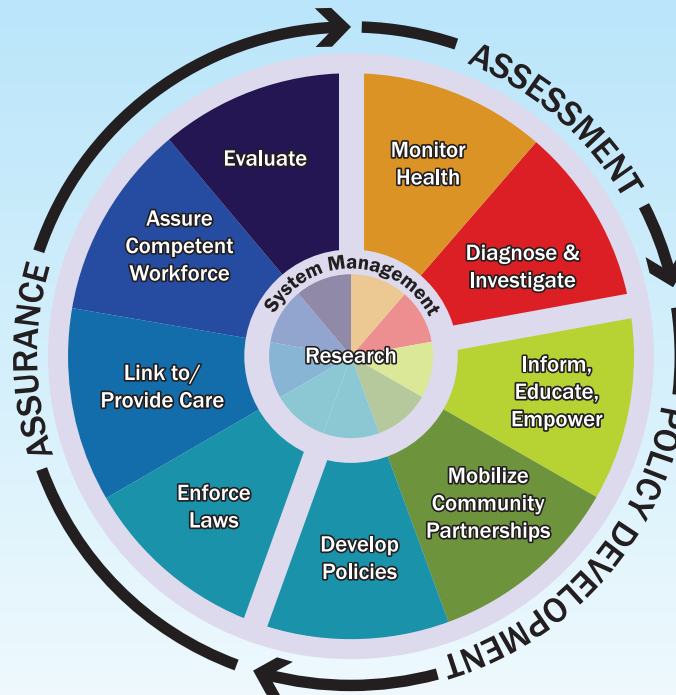 ASSESSMENT
Monitor
Health
Diagnose &
Investigate
POLICY DEVELOPMENT
Inform,
Educate,
Empower
Mobilize
Community
Partnerships
Develop
Policies
ASSURANCE
Enforce
Laws
Link to/
Provide Care
Assure
Competent
Workforce
Evaluate
System Management
Research